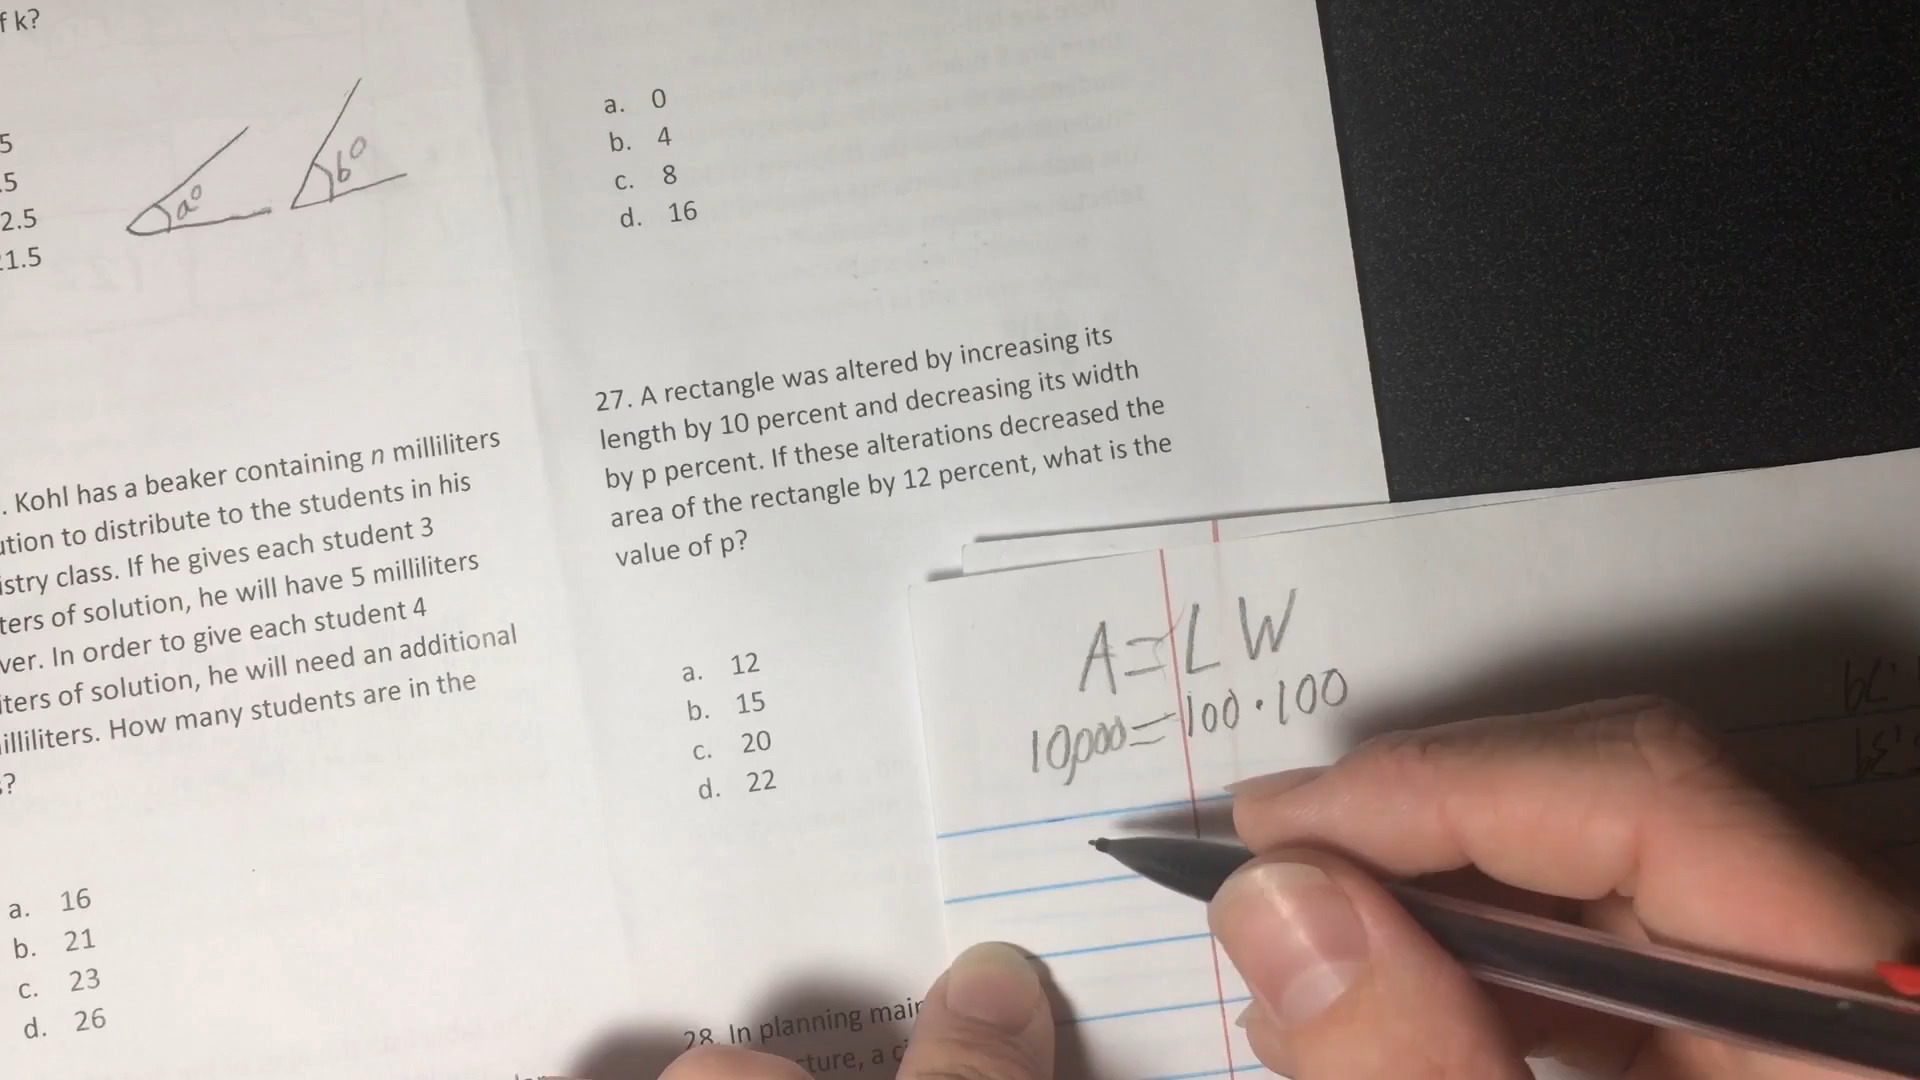 f k?
5
.5
2.5
1.5
a°
b°
. Kohl has a beaker containing n milliliters
ution to distribute to the students in his
istry class. If he gives each student 3
ters of solution, he will have 5 milliliters
ver. In order to give each student 4
iters of solution, he will need an additional
illiliters. How many students are in the
?
a. 16
b. 21
c. 23
d. 26
a. 0
b. 4
c. 8
d. 16
27. A rectangle was altered by increasing its
length by 10 percent and decreasing its width
by p percent. If these alterations decreased the
area of the rectangle by 12 percent, what is the
value of p?
a. 12
b. 15
c. 20
d. 22
28. In planning
cture, a c
A=LW
10,000=100·100